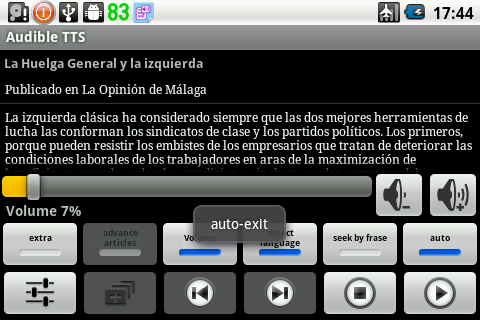 83 17:44
Audible TTS
La Huelga General y la izquierda
Publicado en La Opinión de Málaga
La izquierda clásica ha considerado siempre que las dos mejores herramientas de
lucha las conforman los sindicatos de clase y los partidos políticos. Los primeros,
porque pueden resistir los embistes de los empresarios que tratan de deteriorar las
condiciones laborales de los trabajadores en aras de la maximización de
Volume 7%
auto-exit
extra
advance
articles
language
seek by frase
auto